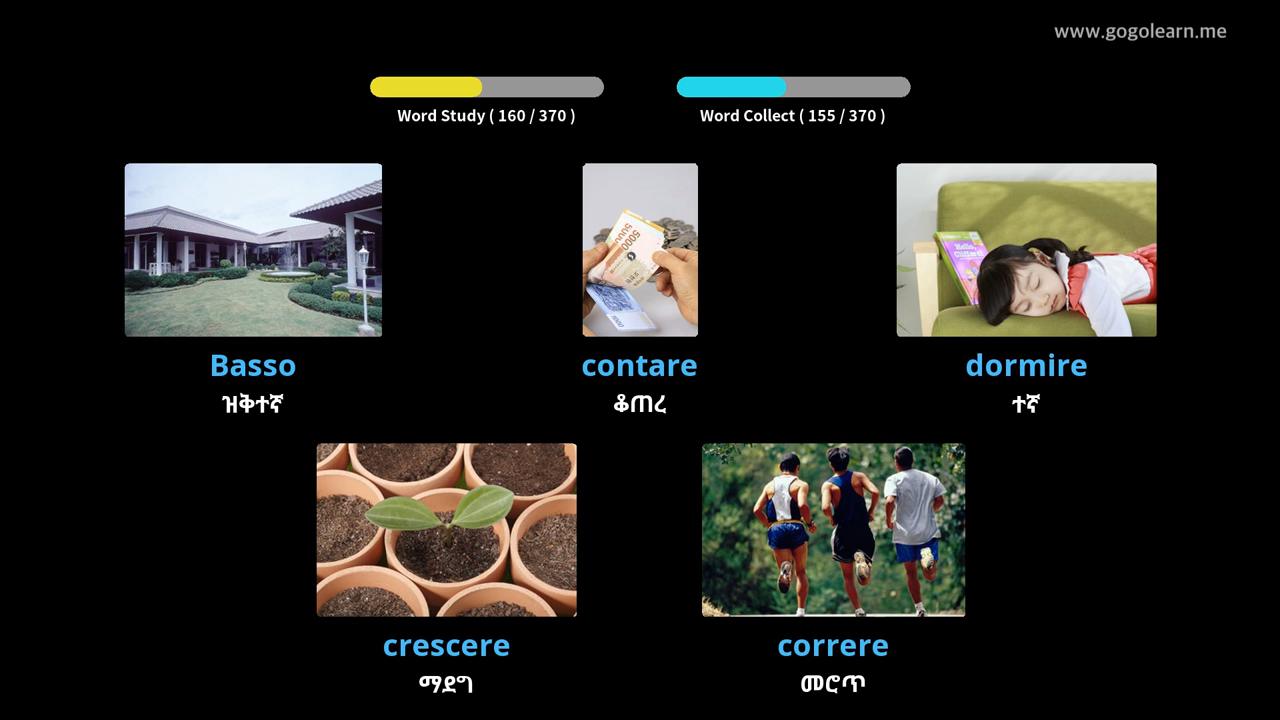 www.gogolearn.me
Word Study ( 160 / 370 )
Word Collect ( 155 / 370 )
Basso
ዝቅተኛ
contare
ቆጠረ
dormire
ተኛ
crescere
ማደግ
correre
መሮጥ